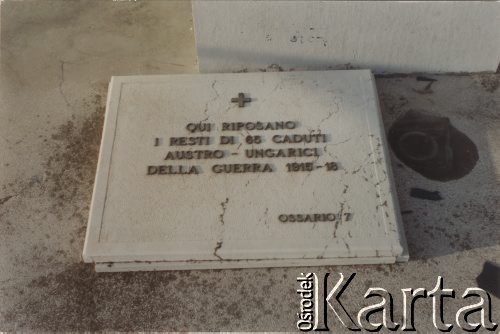 QUI RIPOSANO
I RESTI DI 65 CADUTI
AUSTRO - UNGARICI
DELLA GUERRA 1915-18
OSSARIO 7
Ośrodek
Karta